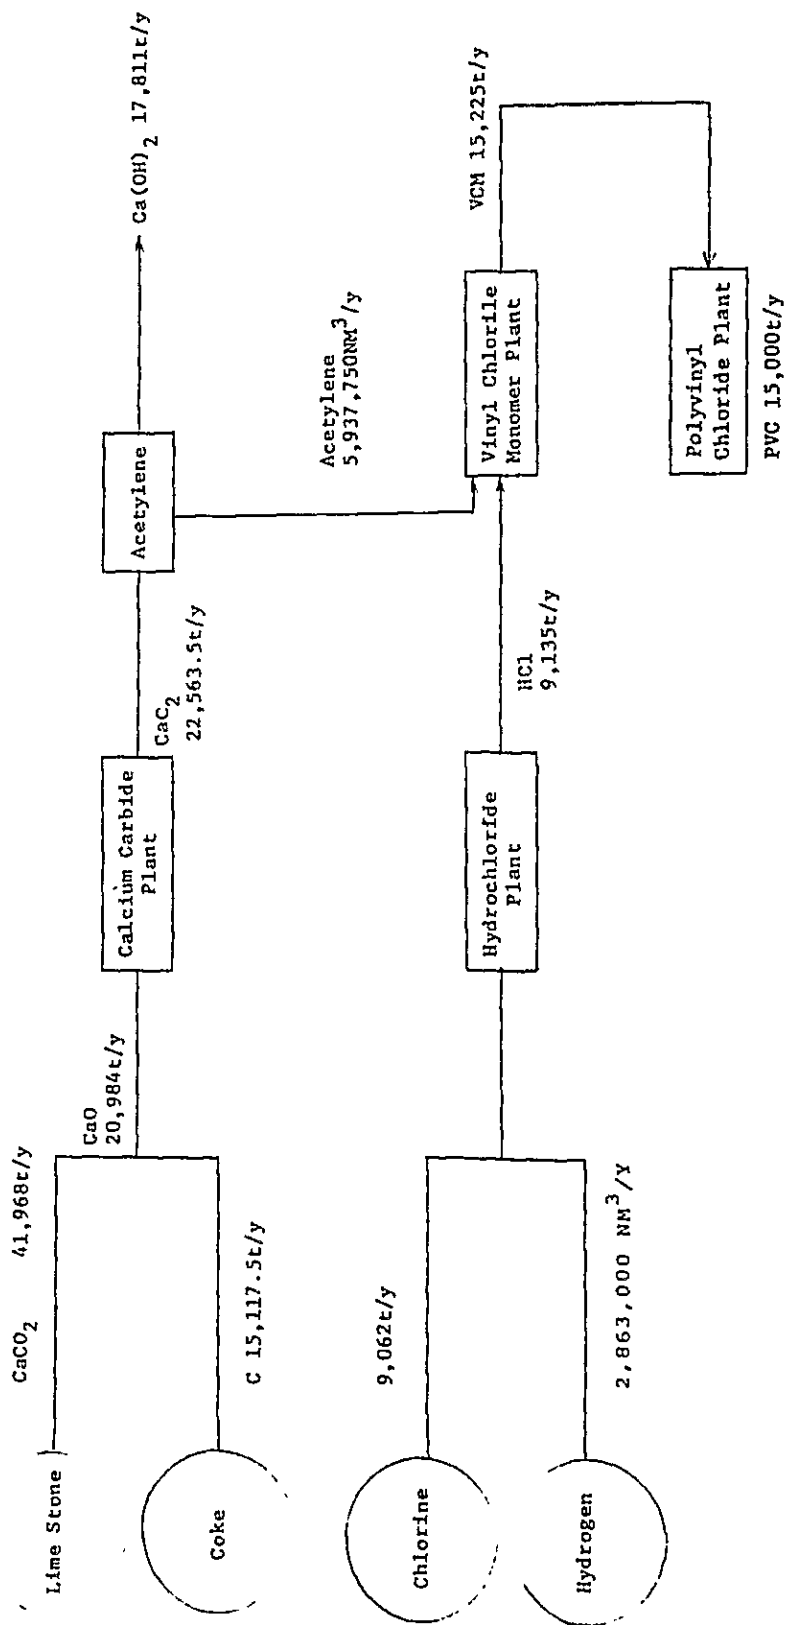 Lime Stone
CaCO2 41,968t/y
Coke
C 15,117.5t/y
CaO
20,984t/y
Calcium Carbide
Plant
CaC2
22,563.5t/y
Acetylene
Ca(OH)2 17,811t/y
Acetylene
5,937,750NM3/y
Chlorine
9,062t/y
Hydrogen
2,863,000 NM3/y
Hydrochloride
Plant
HCl
9,135t/y
Vinyl Chlorile
Monomer Plant
VCM 15,225t/y
Polyvinyl
Chloride Plant
PVC 15,000t/y